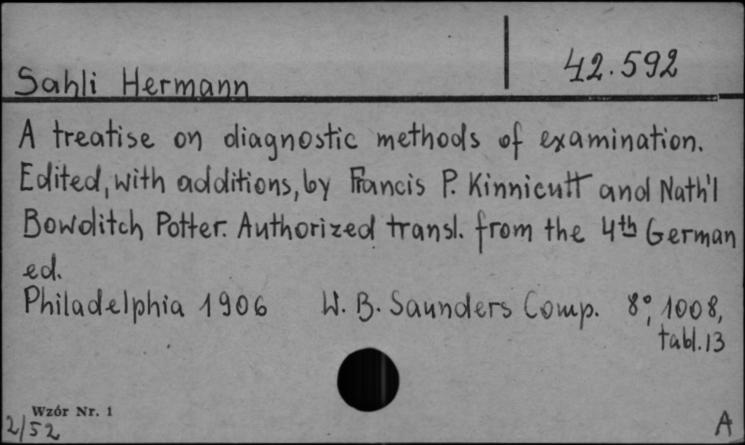 42.592
Sahli Hermann
A treatise on diagnostic methods of examination.
Edited, with additions, by Francis P. Kinnicutt and Nath'l
Bowditch Potter. Authorized transl. from the 4th German
ed.
Philadelphia 1906 W. B. Saunders Comp. 8°, 1008,
tabl. 13
Wzór Nr. 1
2/52
A